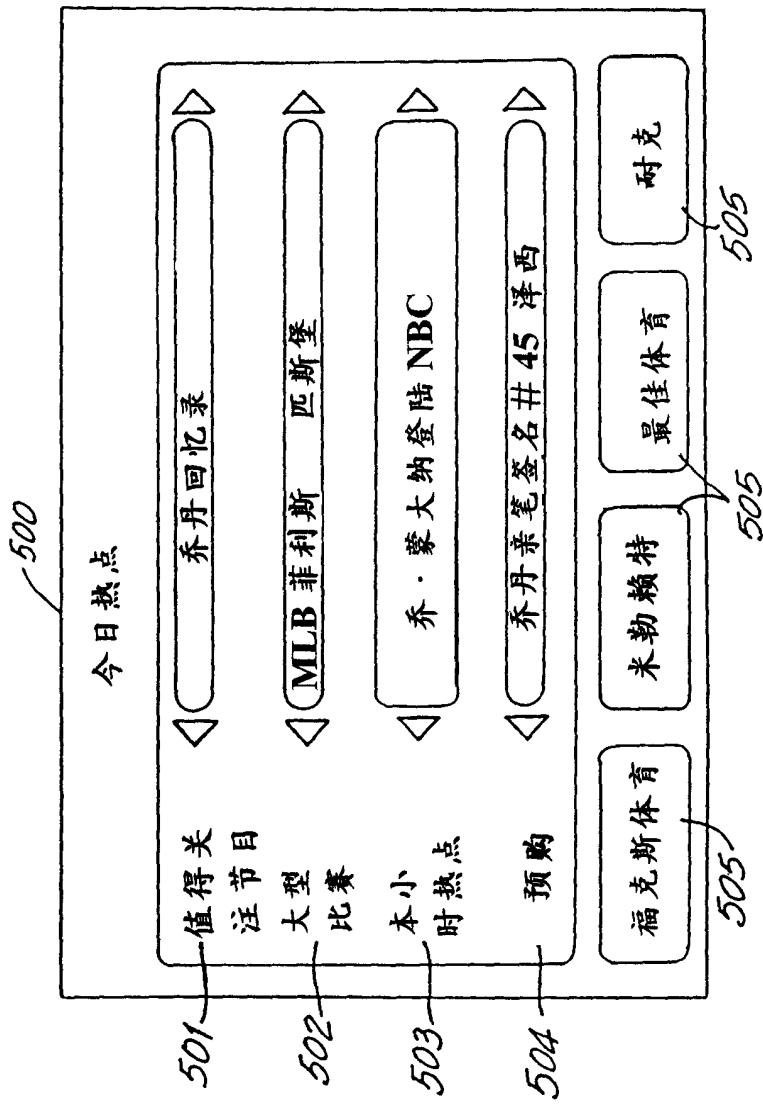 500
今日热点
501
值得关
注节目
乔丹回忆录
502
大型
比赛
MLB 菲利斯 匹斯堡
503
本小
时热点
乔·蒙大纳登陆 NBC
504
预购
乔丹亲笔签名#45 泽西
福克斯体育
米勒赖特
最佳体育
耐克
505
505
505